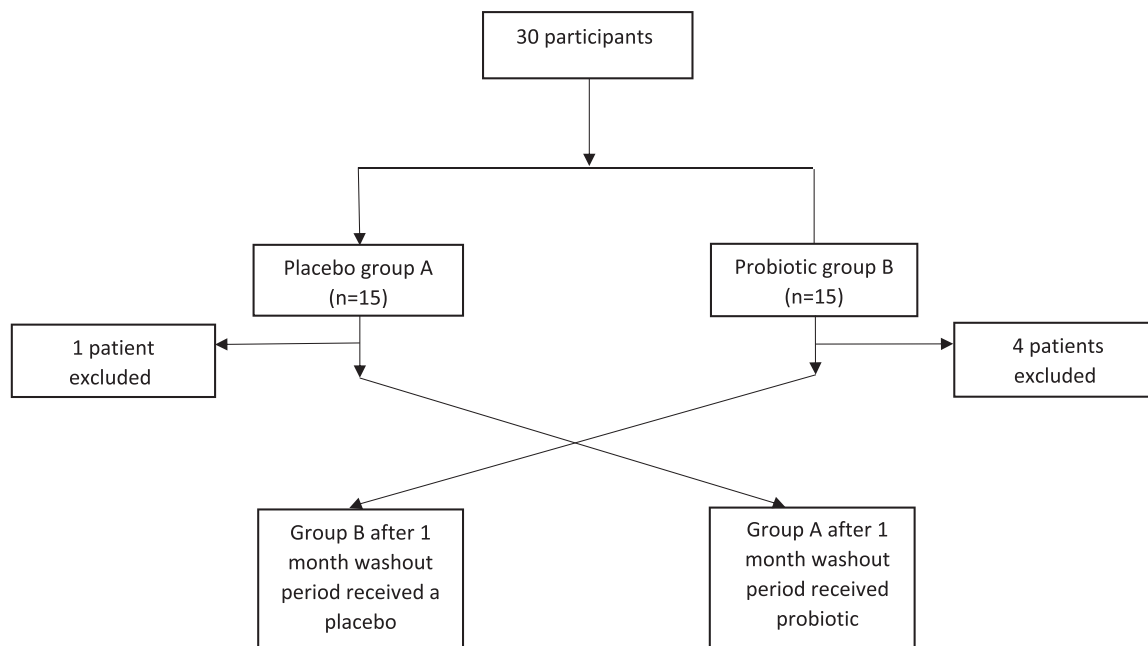 30 participants
Placebo group A
(n=15)
Probiotic group B
(n=15)
1 patient
excluded
4 patients
excluded
Group B after 1
month washout
period received a
placebo
Group A after 1
month washout
period received
probiotic